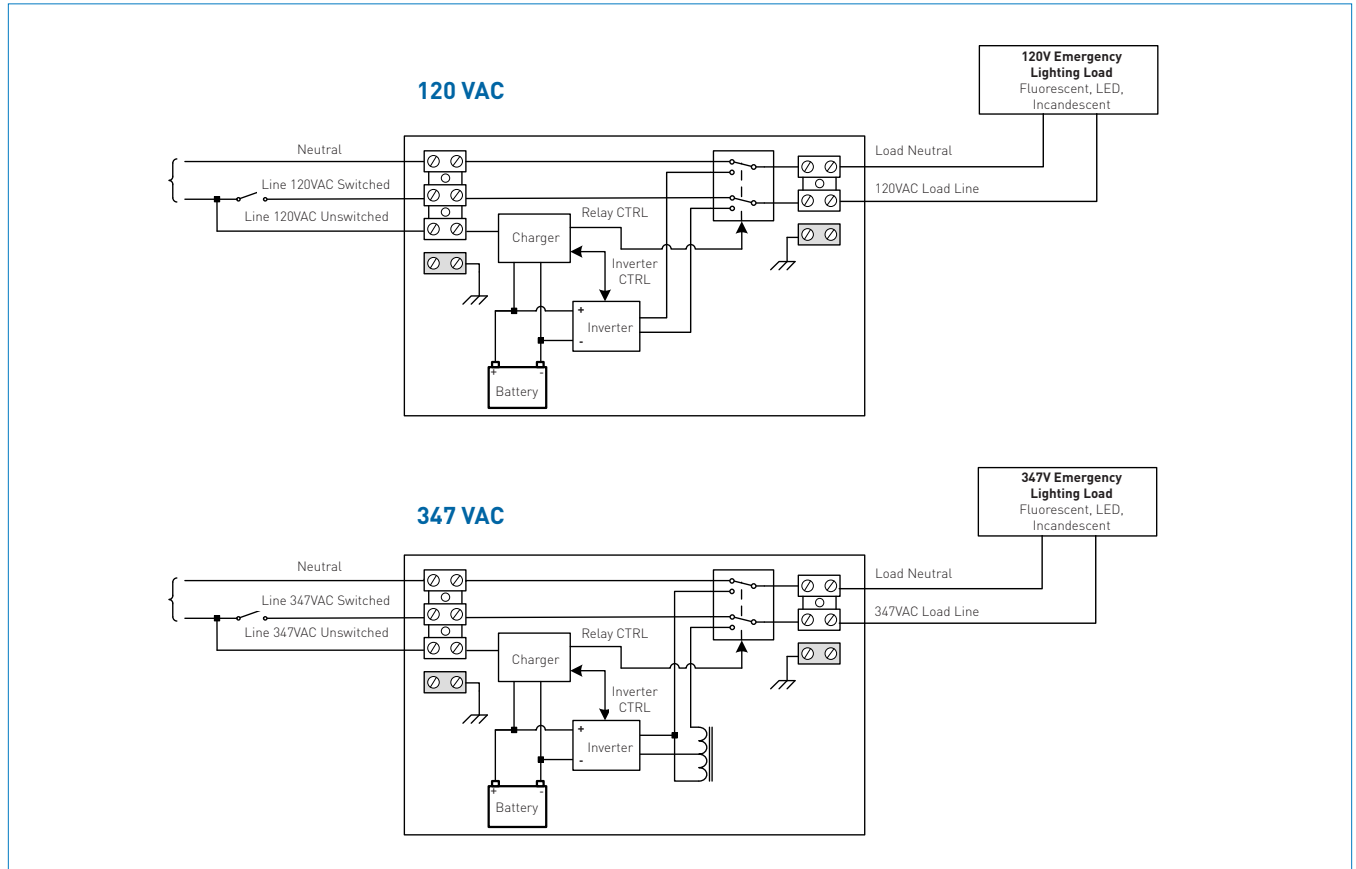 120 VAC
120V Emergency
Lighting Load
Fluorescent, LED,
Incandescent
Neutral
Line 120VAC Switched
Line 120VAC Unswitched
Relay CTRL
Charger
Inverter
CTRL
+
Inverter
-
+ -
Battery
Load Neutral
120VAC Load Line
347 VAC
347V Emergency
Lighting Load
Fluorescent, LED,
Incandescent
Neutral
Line 347VAC Switched
Line 347VAC Unswitched
Relay CTRL
Charger
Inverter
CTRL
+
Inverter
-
+ -
Battery
Load Neutral
347VAC Load Line